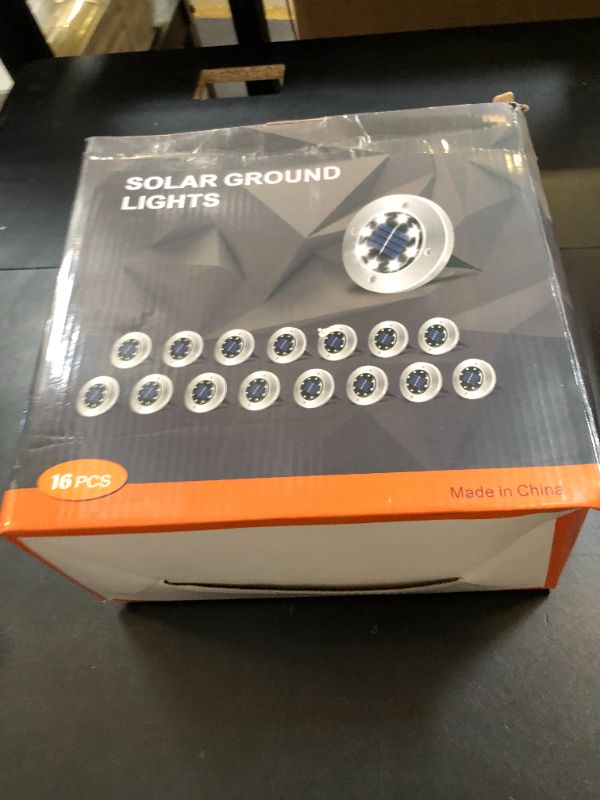 SOLAR GROUND
LIGHTS
16 PCS
Made in China